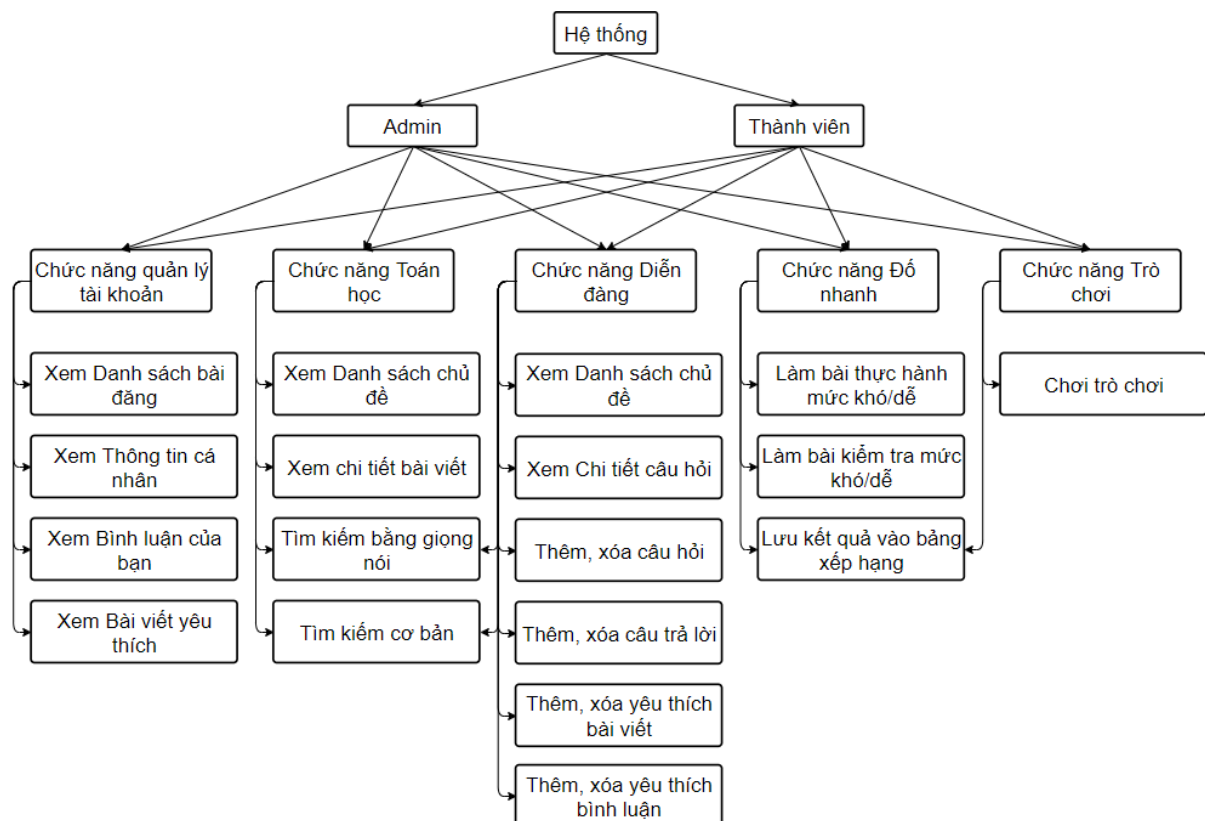 Hệ thống
Admin
Thành viên
Chức năng quản lý
tài khoản
Chức năng Toán
học
Chức năng Diễn
đàng
Chức năng Đố
nhanh
Chức năng Trò
chơi
Xem Danh sách bài
đăng
Xem Danh sách chủ
đề
Xem Danh sách chủ
đề
Làm bài thực hành
mức khó/dễ
Chơi trò chơi
Xem Thông tin cá
nhân
Xem chi tiết bài viết
Xem Chi tiết câu hỏi
Làm bài kiểm tra mức
khó/dễ
Xem Bình luận của
bạn
Tìm kiếm bằng giọng
nói
Thêm, xóa câu hỏi
Lưu kết quả vào bảng
xếp hạng
Xem Bài viết yêu
thích
Tìm kiếm cơ bản
Thêm, xóa câu trả lời
Thêm, xóa yêu thích
bài viết
Thêm, xóa yêu thích
bình luận